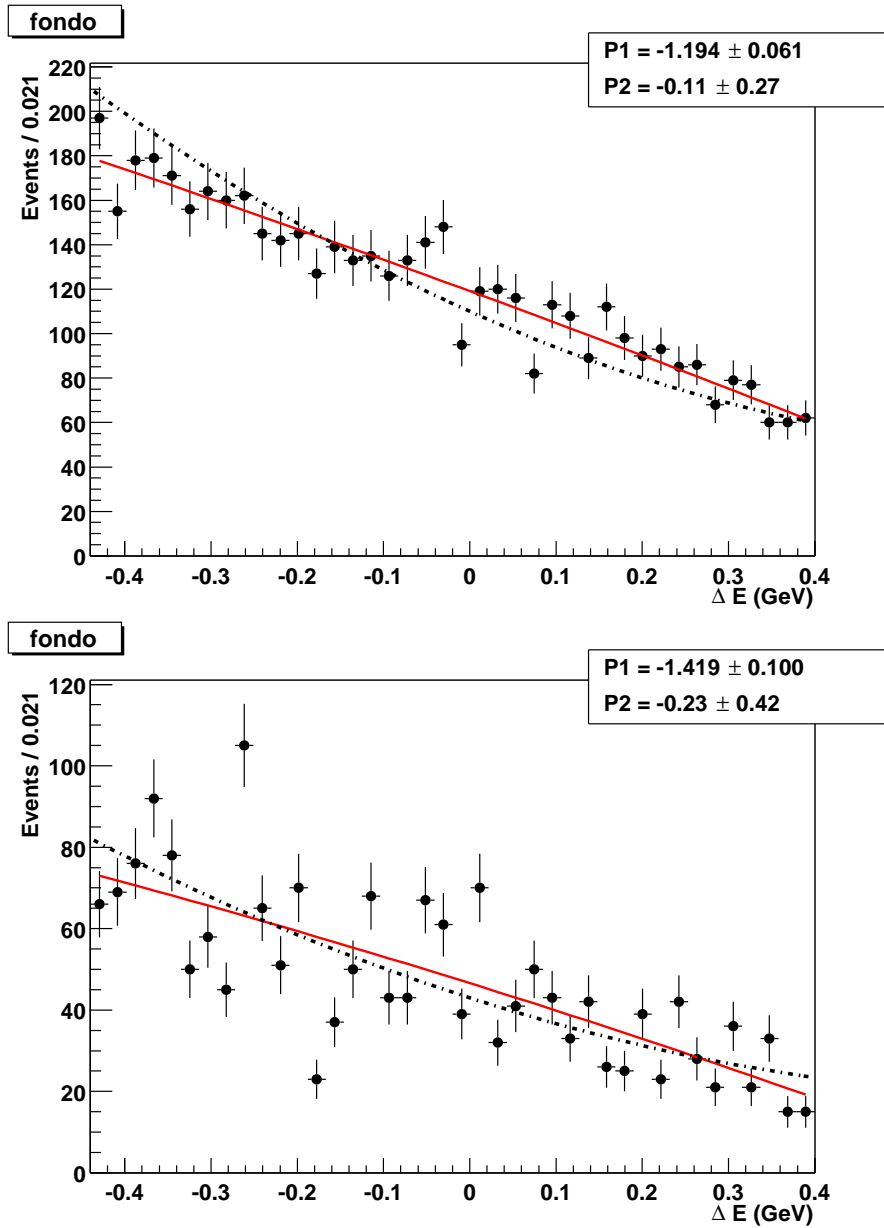 fondo
P1 = -1.194 ± 0.061
P2 = -0.11 ± 0.27
Events / 0.021
220
200
180
160
140
120
100
80
60
40
20
0
-0.4 -0.3 -0.2 -0.1 0 0.1 0.2 0.3 0.4
Δ E (GeV)
fondo
P1 = -1.419 ± 0.100
P2 = -0.23 ± 0.42
Events / 0.021
120
100
80
60
40
20
0
-0.4 -0.3 -0.2 -0.1 0 0.1 0.2 0.3 0.4
Δ E (GeV)